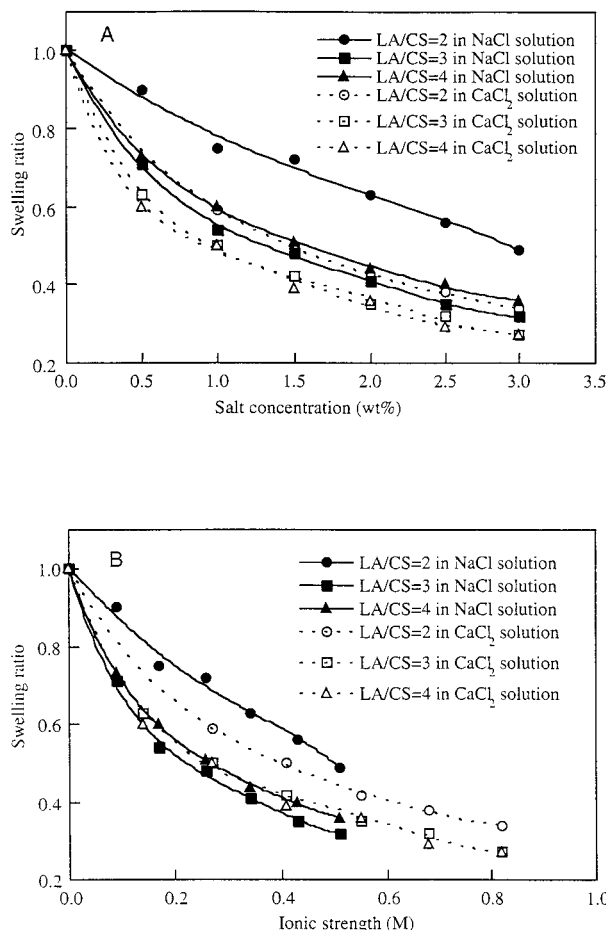 A
1.0
0.8
0.6
0.4
0.2
Swelling ratio
LA/CS=2 in NaCl solution
LA/CS=3 in NaCl solution
LA/CS=4 in NaCl solution
LA/CS=2 in CaCl₂ solution
LA/CS=3 in CaCl₂ solution
LA/CS=4 in CaCl₂ solution
0.0 0.5 1.0 1.5 2.0 2.5 3.0 3.5
Salt concentration (wt%)
B
1.0
0.8
0.6
0.4
0.2
Swelling ratio
LA/CS=2 in NaCl solution
LA/CS=3 in NaCl solution
LA/CS=4 in NaCl solution
LA/CS=2 in CaCl₂ solution
LA/CS=3 in CaCl₂ solution
LA/CS=4 in CaCl₂ solution
0.0 0.2 0.4 0.6 0.8 1.0
Ionic strength (M)